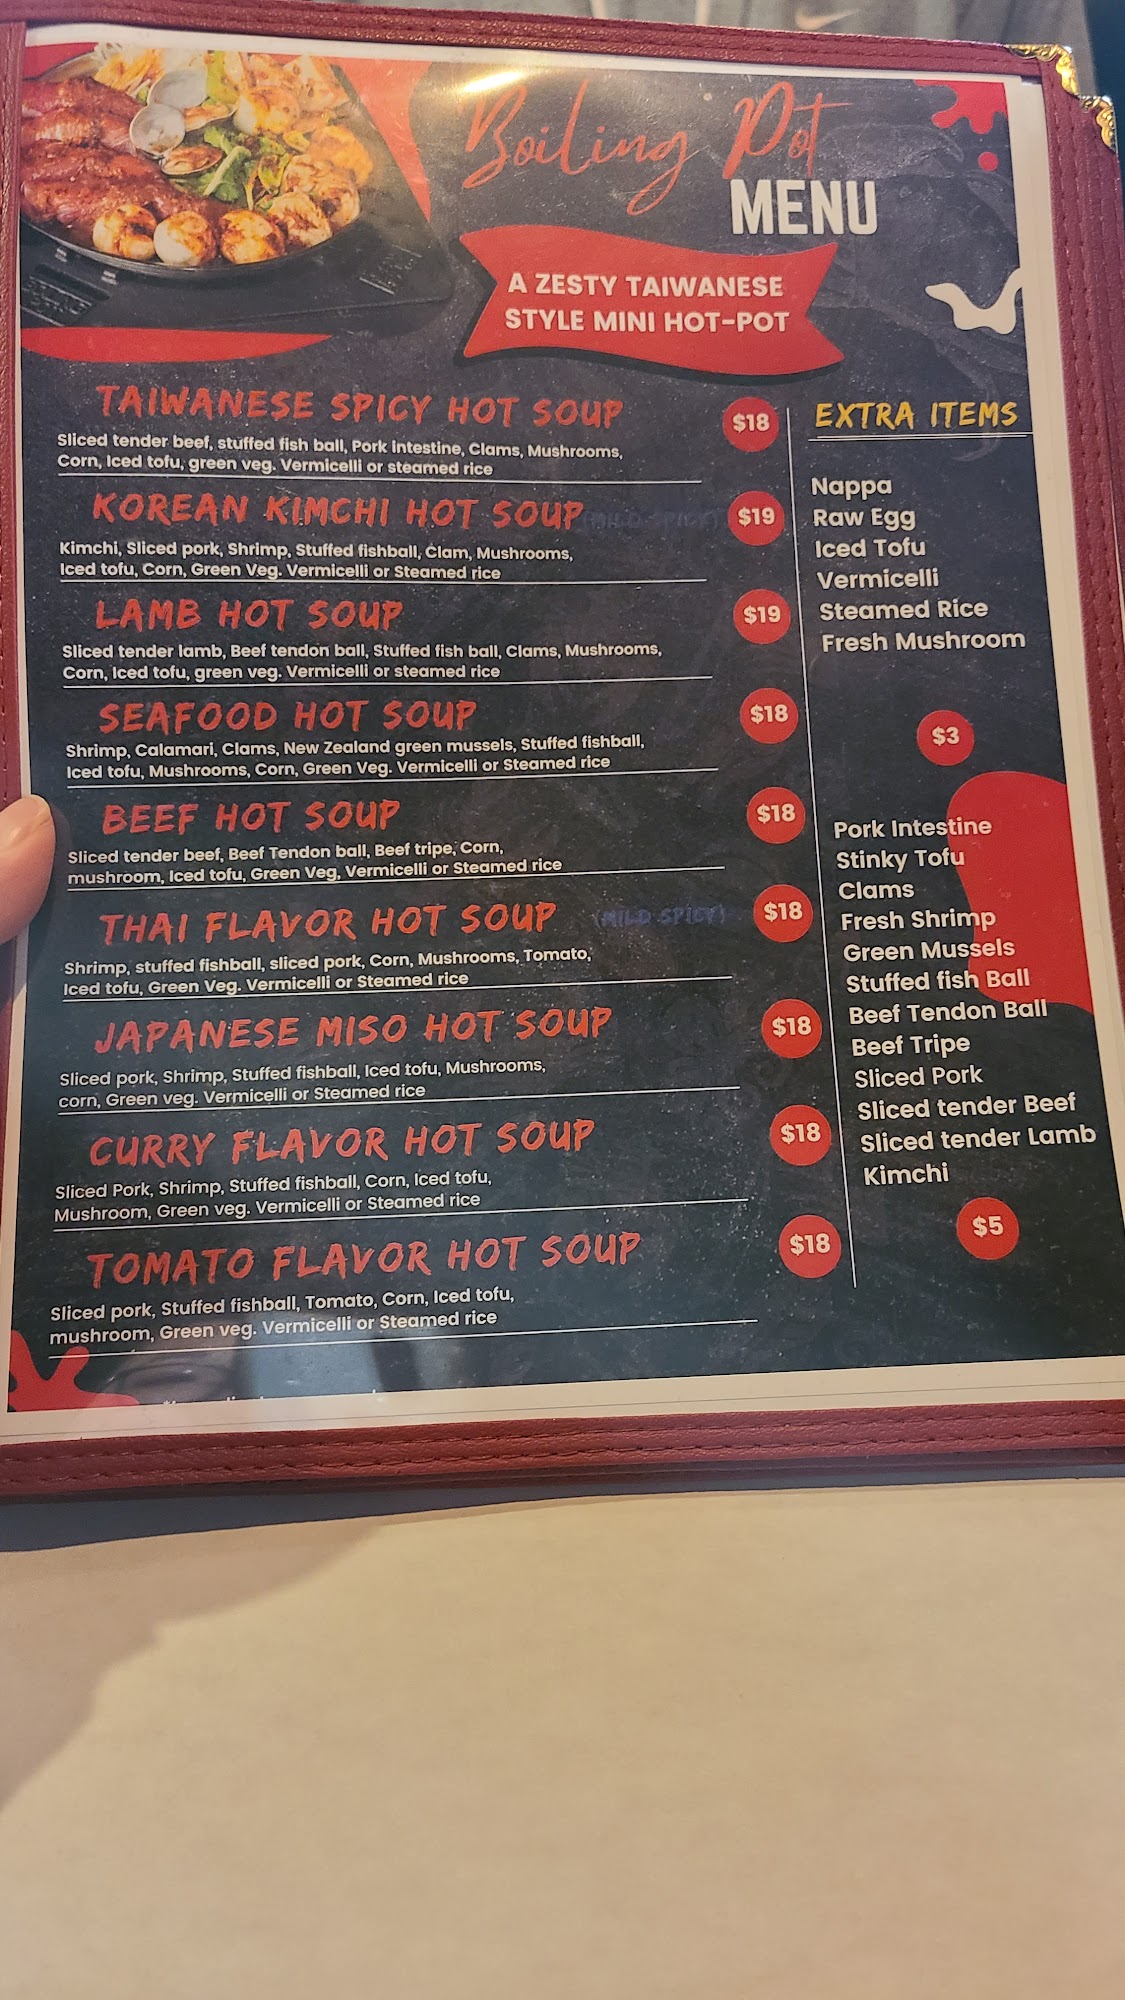 Boiling Pot
MENU
A ZESTY TAIWANESE
STYLE MINI HOT-POT
TAIWANESE SPICY HOT SOUP
$18
Sliced tender beef, stuffed fish ball, Pork Intestine, Clams, Mushrooms,
Corn, Iced tofu, green veg. Vermicelli or steamed rice
KOREAN KIMCHI HOT SOUP (MILD SPICY)
$19
Kimchi, Sliced pork, Shrimp, Stuffed fishball, Clam, Mushrooms,
Iced tofu, Corn, Green Veg. Vermicelli or Steamed rice
LAMB HOT SOUP
$19
Sliced tender lamb, Beef tendon ball, Stuffed fish ball, Clams, Mushrooms,
Corn, Iced tofu, green veg. Vermicelli or steamed rice
SEAFOOD HOT SOUP
$18
Shrimp, Calamari, Clams, New Zealand green mussels, Stuffed fishball,
Iced tofu, Mushrooms, Corn, Green Veg. Vermicelli or Steamed rice
BEEF HOT SOUP
$18
Sliced tender beef, Beef Tendon ball, Beef tripe, Corn,
mushroom, Iced tofu, Green Veg, Vermicelli or Steamed rice
THAI FLAVOR HOT SOUP (MILD SPICY)
$18
Shrimp, stuffed fishball, sliced pork, Corn, Mushrooms, Tomato,
Iced tofu, Green Veg. Vermicelli or Steamed rice
JAPANESE MISO HOT SOUP
$18
Sliced pork, Shrimp, Stuffed fishball, Iced tofu, Mushrooms,
corn, Green veg. Vermicelli or Steamed rice
CURRY FLAVOR HOT SOUP
$18
Sliced Pork, Shrimp, Stuffed fishball, Corn, Iced tofu,
Mushroom, Green veg. Vermicelli or Steamed rice
TOMATO FLAVOR HOT SOUP
$18
Sliced pork, Stuffed fishball, Tomato, Corn, Iced tofu,
mushroom, Green veg. Vermicelli or Steamed rice
EXTRA ITEMS
Nappa
Raw Egg
Iced Tofu
Vermicelli
Steamed Rice
Fresh Mushroom
$3
Pork Intestine
Stinky Tofu
Clams
Fresh Shrimp
Green Mussels
Stuffed fish Ball
Beef Tendon Ball
Beef Tripe
Sliced Pork
Sliced tender Beef
Sliced tender Lamb
Kimchi
$5